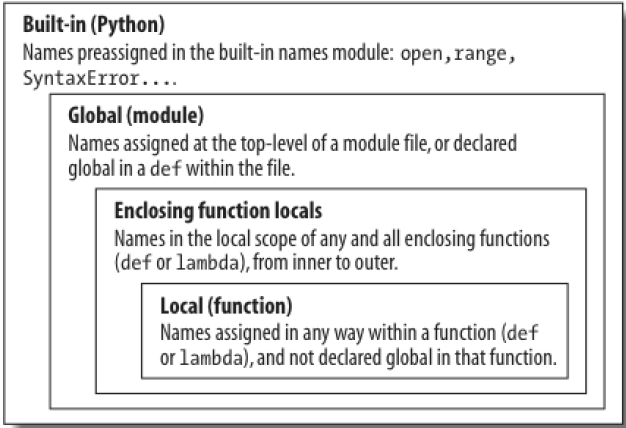 Built-in (Python)
Names preassigned in the built-in names module: open,range,
SyntaxError....
Global (module)
Names assigned at the top-level of a module file, or declared
global in a def within the file.
Enclosing function locals
Names in the local scope of any and all enclosing functions
(def or lambda), from inner to outer.
Local (function)
Names assigned in any way within a function (def
or lambda), and not declared global in that function.